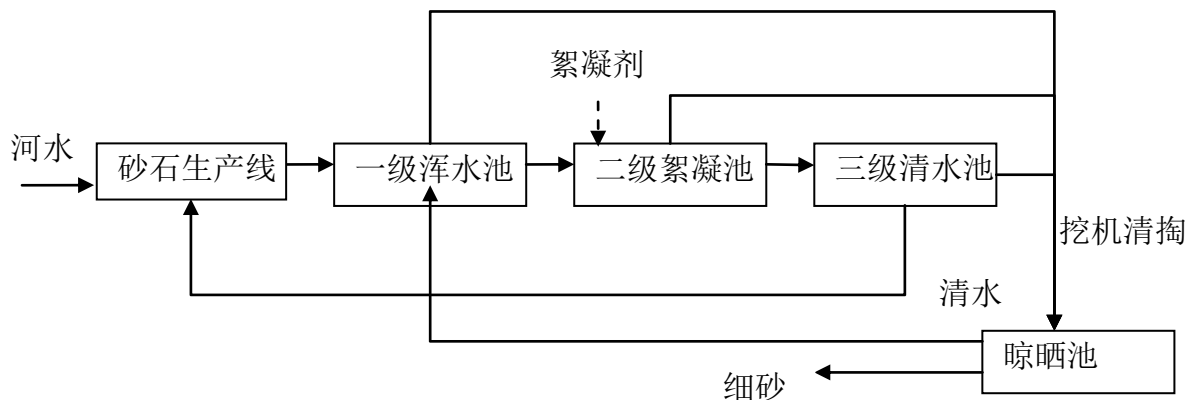 絮凝剂
河水
砂石生产线
一级浑水池
二级絮凝池
三级清水池
挖机清掏
清水
晾晒池
细砂